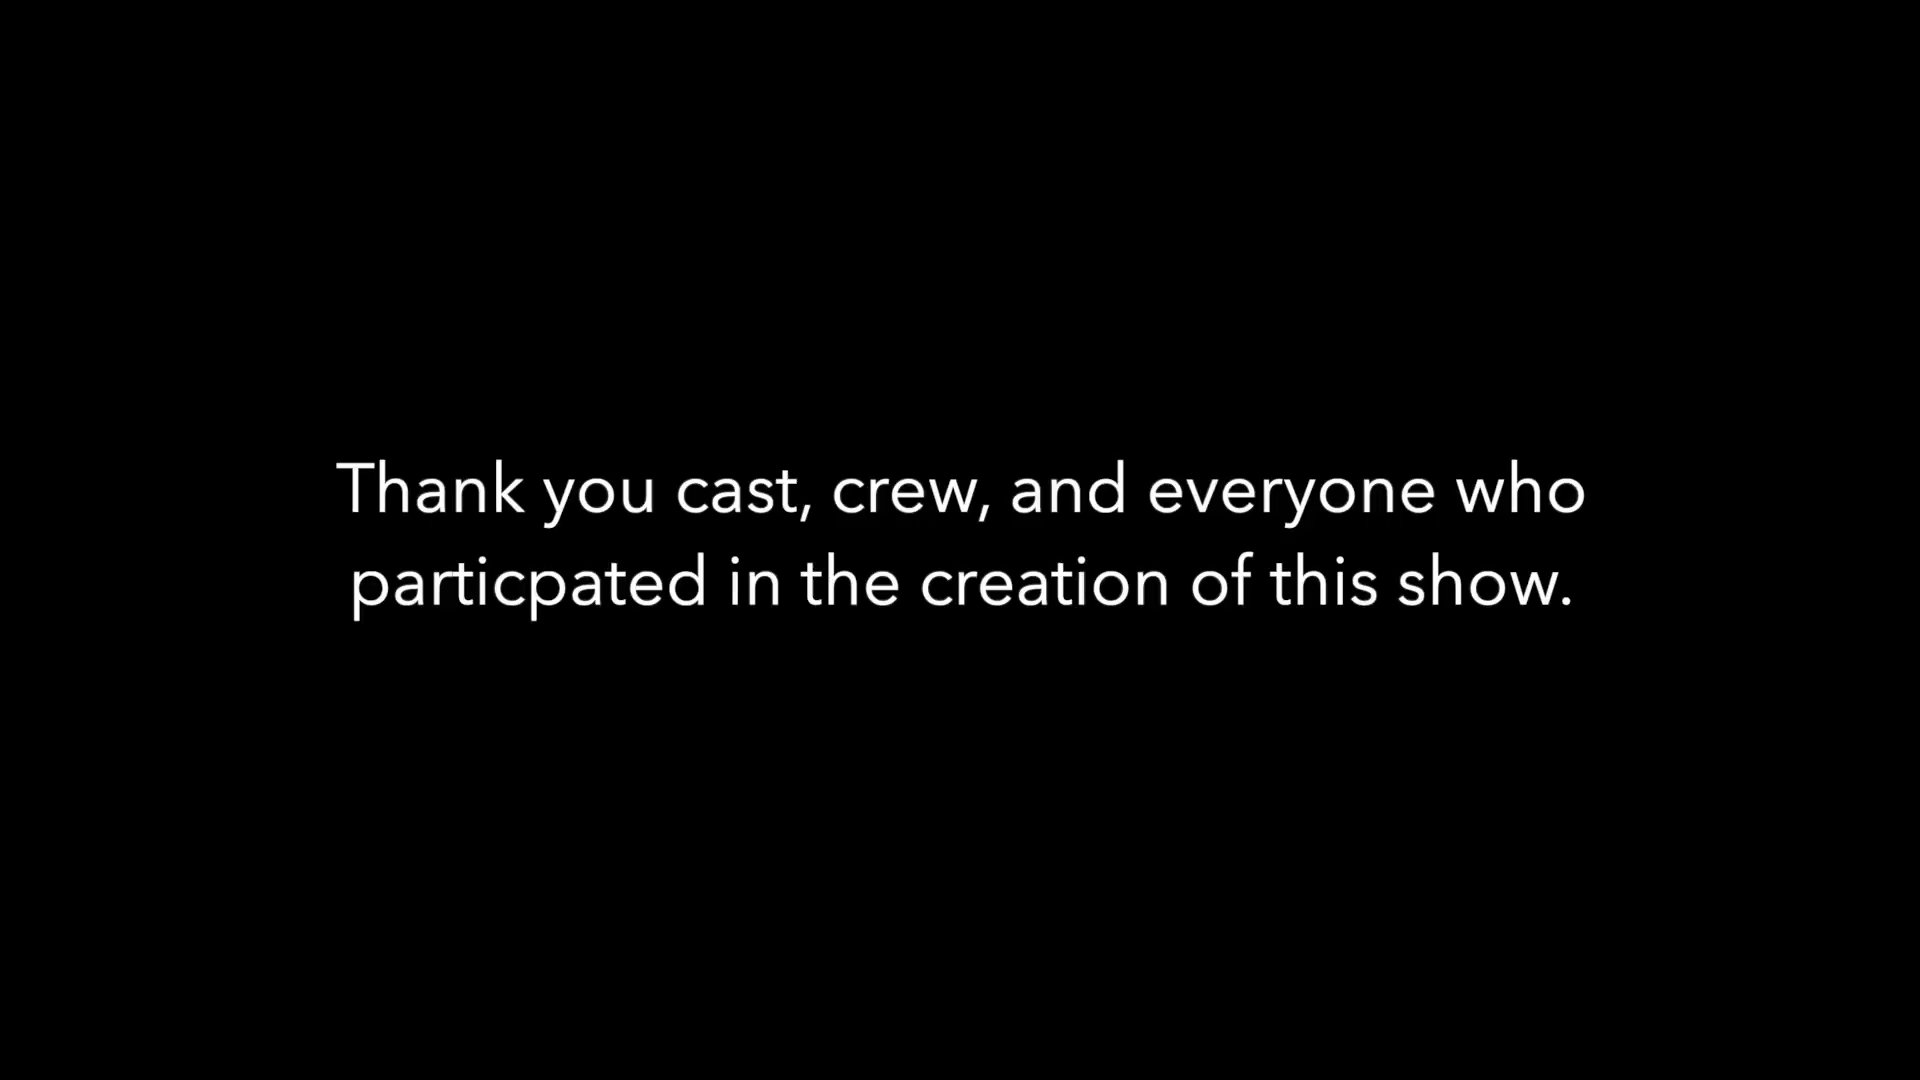 Thank you cast, crew, and everyone who
particpated in the creation of this show.